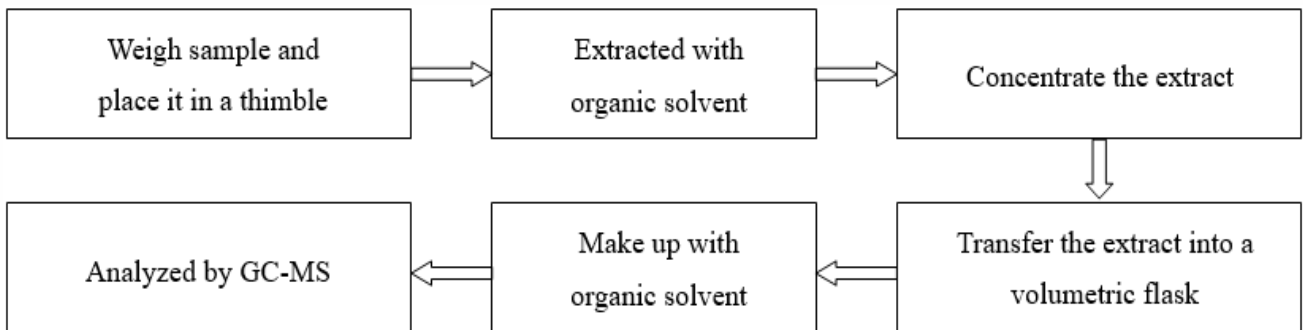 Weigh sample and
place it in a thimble
Extracted with
organic solvent
Concentrate the extract
Transfer the extract into a
volumetric flask
Make up with
organic solvent
Analyzed by GC-MS